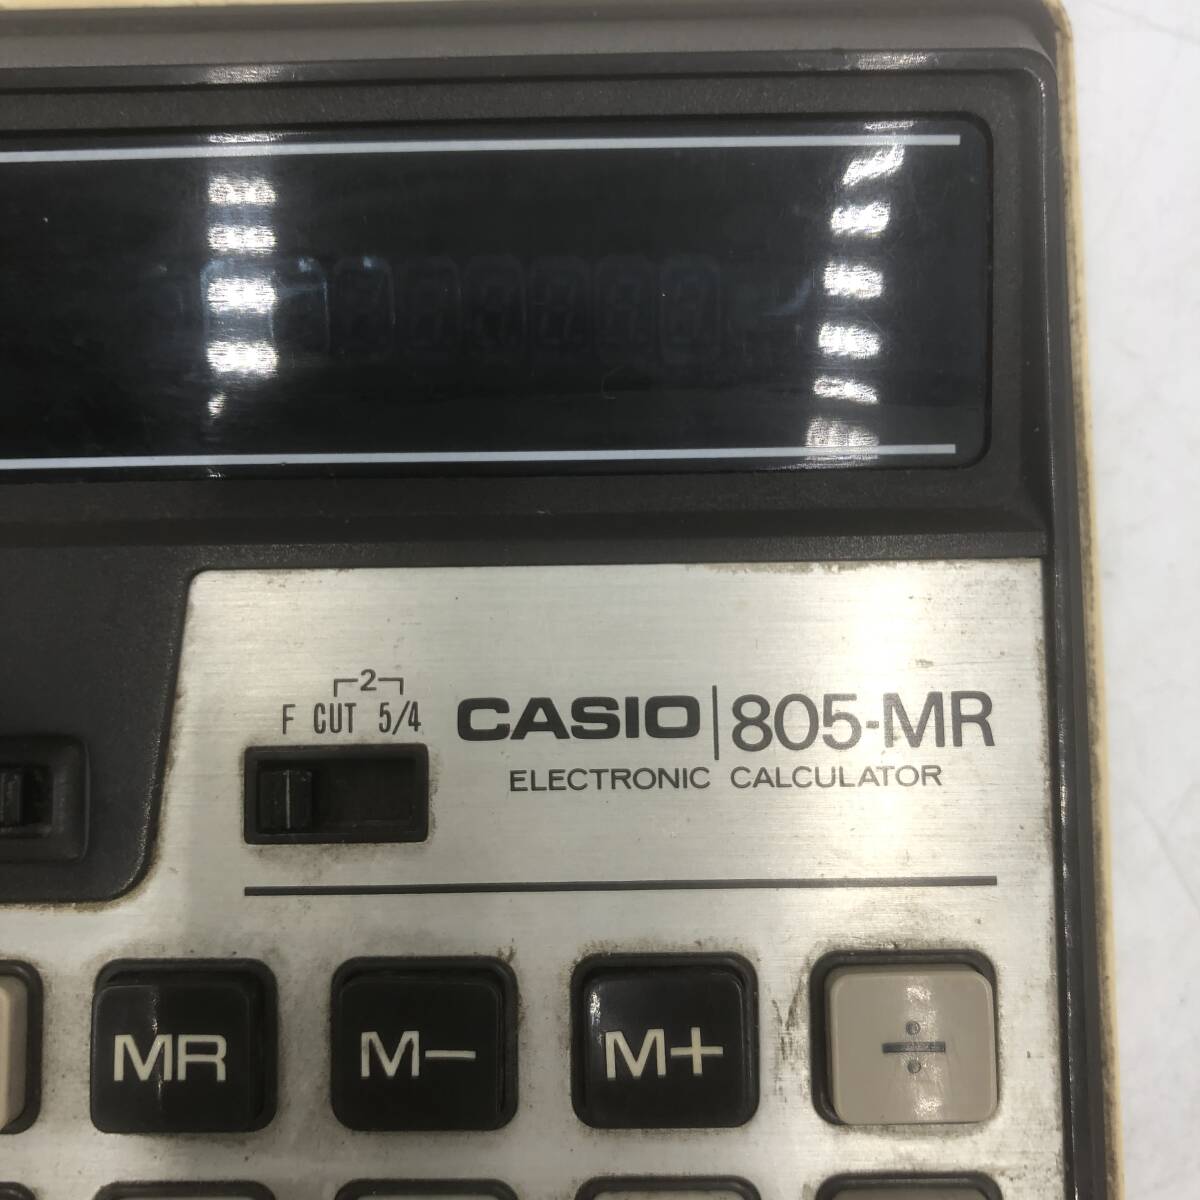 2
F CUT 5/4
CASIO 805-MR
ELECTRONIC CALCULATOR
MR M− M+ ÷